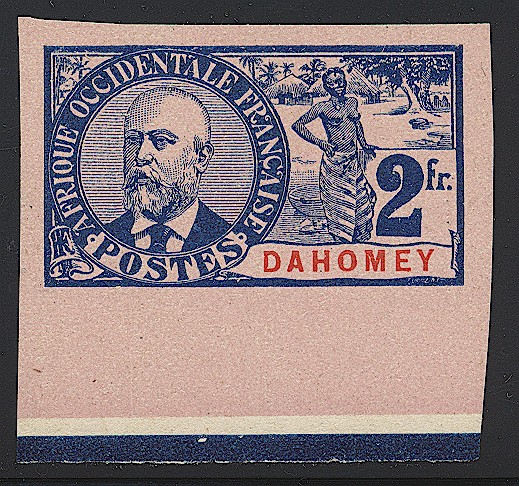 AFRIQUE OCCIDENTALE FRANÇAISE
POSTES
2 fr.
DAHOMEY